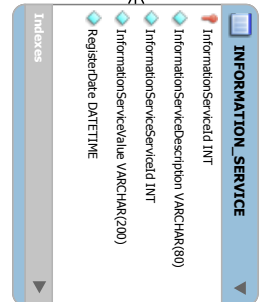 INFORMATION_SERVICE
InformationServiceId INT
InformationServiceDescription VARCHAR(80)
InformationServiceServiceId INT
InformationServiceValue VARCHAR(200)
RegisterDate DATETIME
Indexes